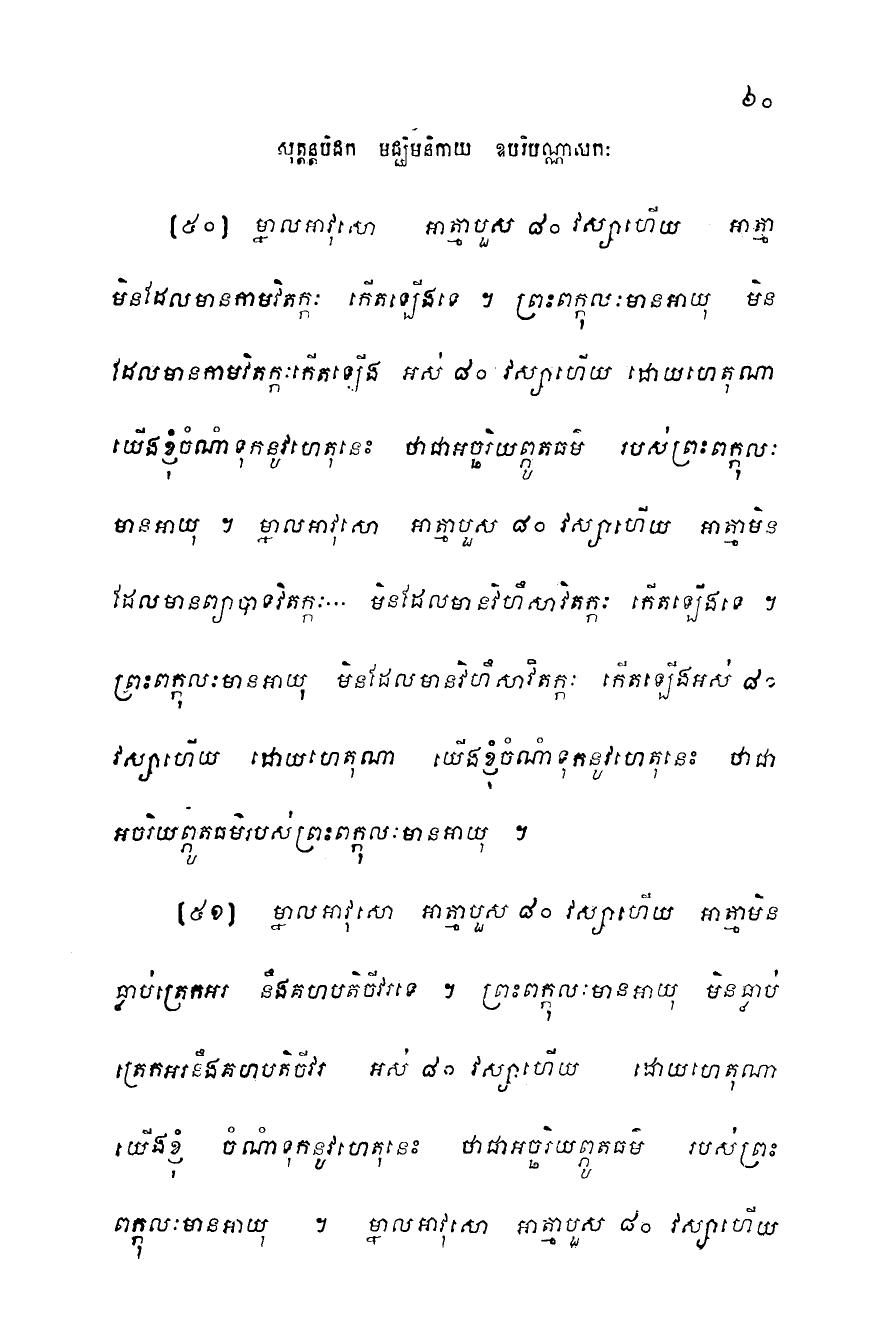 ៦០
សុត្តន្តបិដក មជ្ឈិមនិកាយ ឧបរិបណ្ណាសកៈ
[៥០] ម្នាលអាវុសោ អាត្មាបួស ៨០ វស្សាហើយ អាត្មា
មិនដែលមានកាមវិតក្កៈ កើតឡើងទេ ។ ព្រះពក្កុលៈមានអាយុ មិន
ដែលមានកាមវិតក្កៈកើតឡើង អស់ ៨០ វស្សាហើយ ដោយហេតុណា
យើងខ្ញុំចំណាំទុកនូវហេតុនេះ ថាជាអច្ឆរិយព្ភូតធម៌ របស់ព្រះពក្កុលៈ
មានអាយុ ។ ម្នាលអាវុសោ អាត្មាបួស ៨០ វស្សាហើយ អាត្មាមិន
ដែលមានព្យាបាទវិតក្កៈ... មិនដែលមានវិហឹសាវិតក្កៈ កើតឡើងទេ ។
ព្រះពក្កុលៈមានអាយុ មិនដែលមានវិហឹសាវិតក្កៈ កើតឡើងអស់ ៨០
វស្សាហើយ ដោយហេតុណា យើងខ្ញុំចំណាំទុកនូវហេតុនេះ ថាជា
អចរិយព្ភូតធម៌របស់ព្រះពក្កុលៈមានអាយុ ។
[៥១] ម្នាលអាវុសោ អាត្មាបួស ៨០ វស្សាហើយ អាត្មាមិន
ធ្លាប់ត្រេកអរ នឹងគហបតិចីវរទេ ។ ព្រះពក្កុលៈមានអាយុ មិនធ្លាប់
ត្រេកអរនឹងគហបតិចីវរ អស់ ៨០ វស្សាហើយ ដោយហេតុណា
យើងខ្ញុំ ចំណាំទុកនូវហេតុនេះ ថាជាអច្ឆរិយព្ភូតធម៌ របស់ព្រះ
ពក្កុលៈមានអាយុ ។ ម្នាលអាវុសោ អាត្មាបួស ៨០ វស្សាហើយ